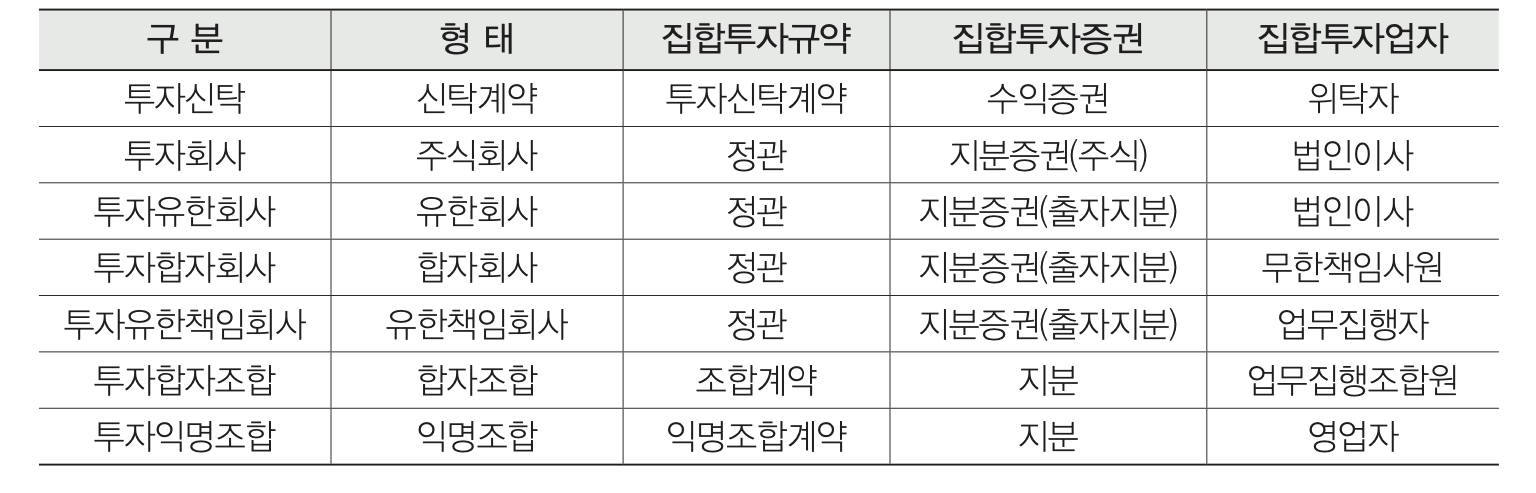 구 분 형 태 집합투자규약 집합투자증권 집합투자업자
투자신탁 신탁계약 투자신탁계약 수익증권 위탁자
투자회사 주식회사 정관 지분증권(주식) 법인이사
투자유한회사 유한회사 정관 지분증권(출자지분) 법인이사
투자합자회사 합자회사 정관 지분증권(출자지분) 무한책임사원
투자유한책임회사 유한책임회사 정관 지분증권(출자지분) 업무집행자
투자합자조합 합자조합 조합계약 지분 업무집행조합원
투자익명조합 익명조합 익명조합계약 지분 영업자